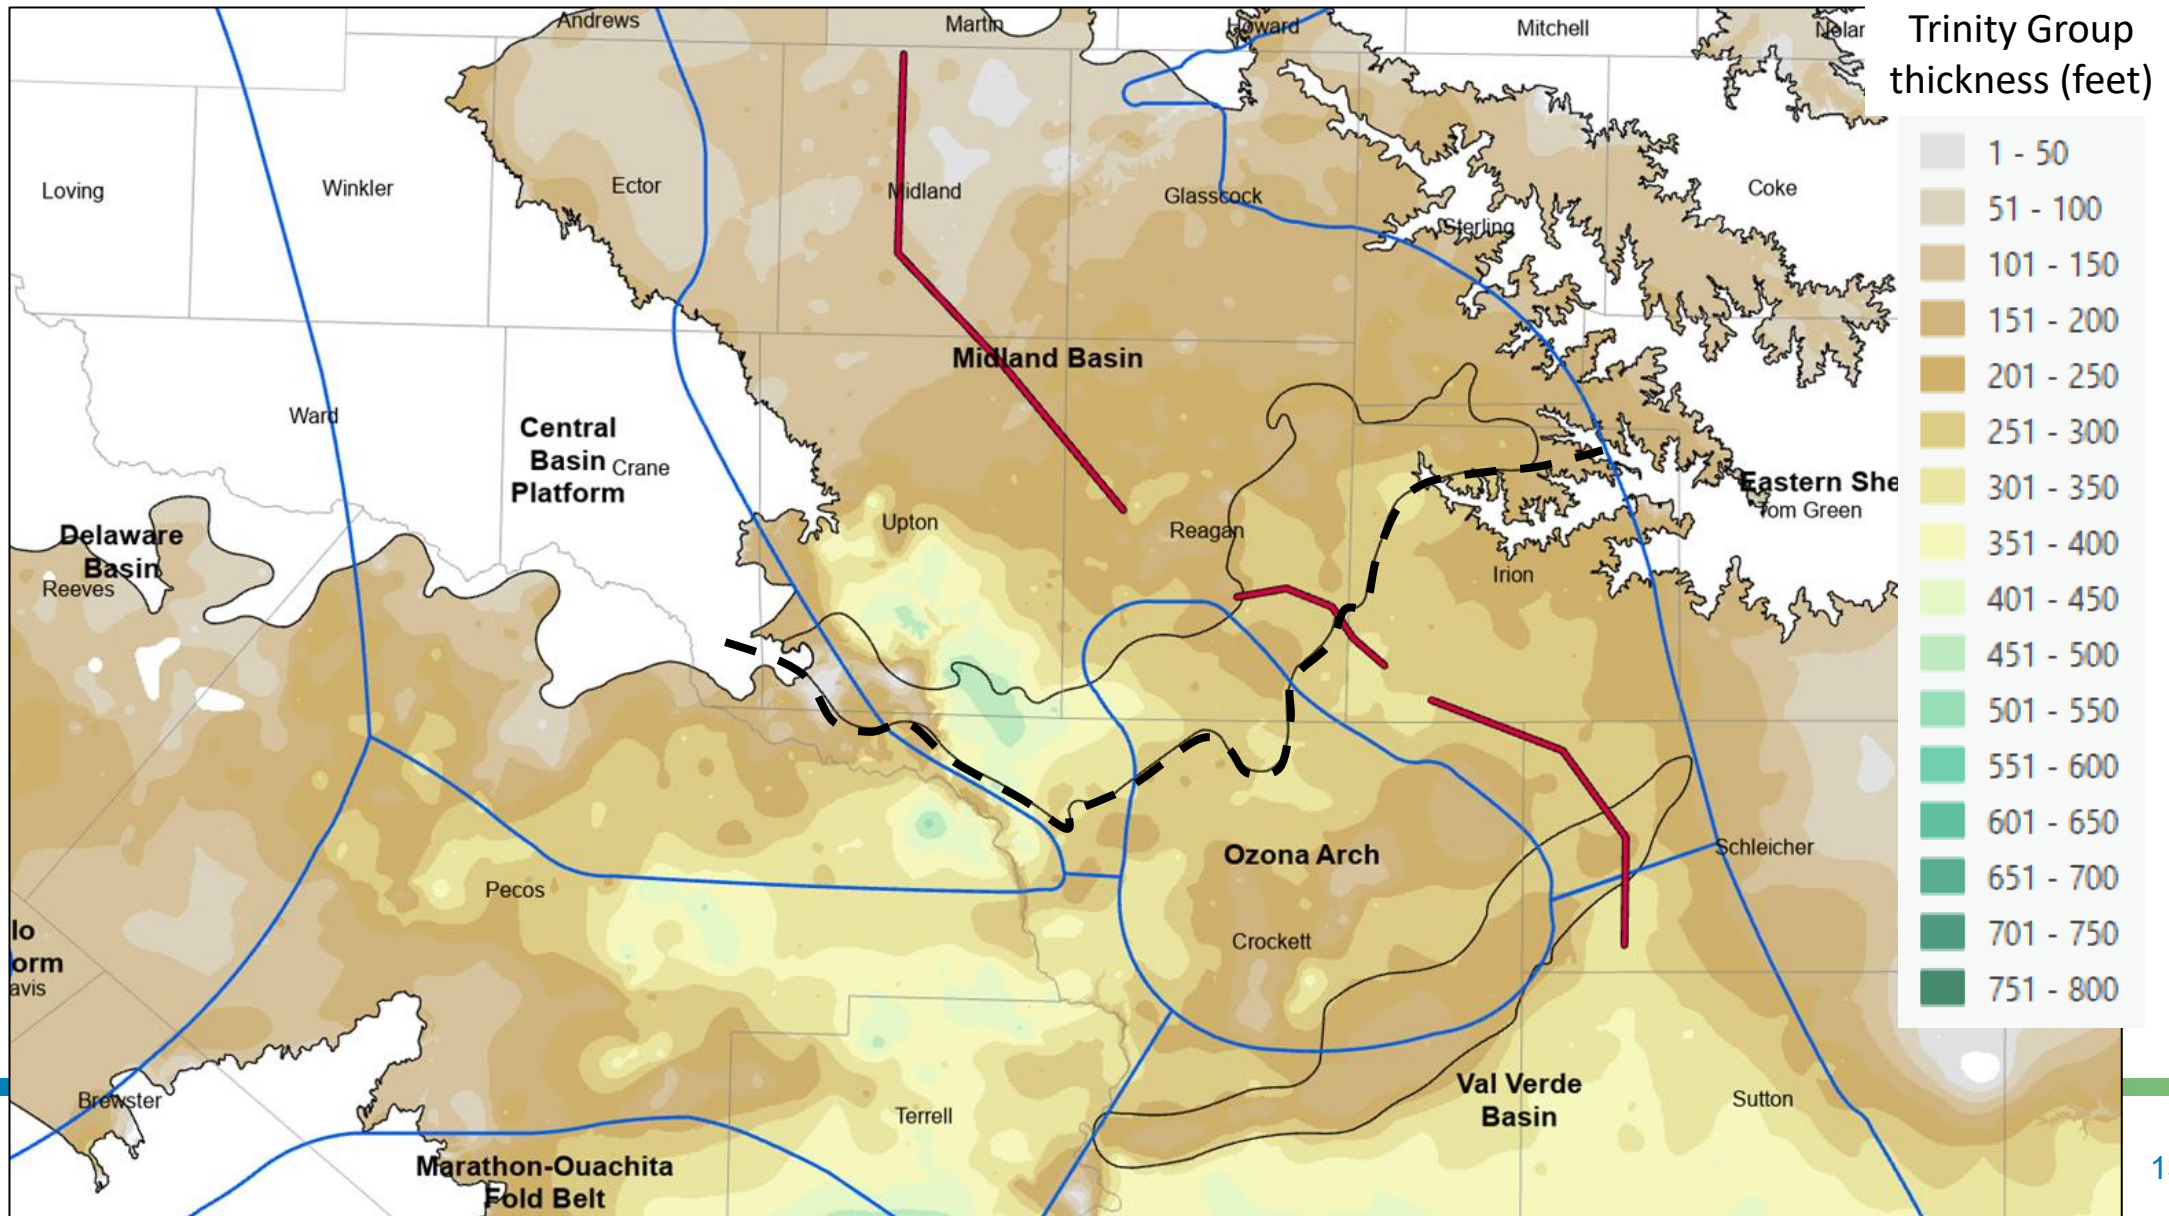 Andrews
Martin
Howard
Mitchell
Nolan
Trinity Group
thickness (feet)
1 - 50
51 - 100
101 - 150
151 - 200
201 - 250
251 - 300
301 - 350
351 - 400
401 - 450
451 - 500
501 - 550
551 - 600
601 - 650
651 - 700
701 - 750
751 - 800
Loving
Winkler
Ector
Midland
Glasscock
Sterling
Coke
Midland Basin
Ward
Central
Basin
Platform
Crane
Upton
Reagan
Eastern She
Tom Green
Delaware
Basin
Reeves
Irion
Ozona Arch
Schleicher
Pecos
Crockett
lo
orm
avis
Brewster
Terrell
Val Verde
Basin
Sutton
Marathon-Ouachita
Fold Belt